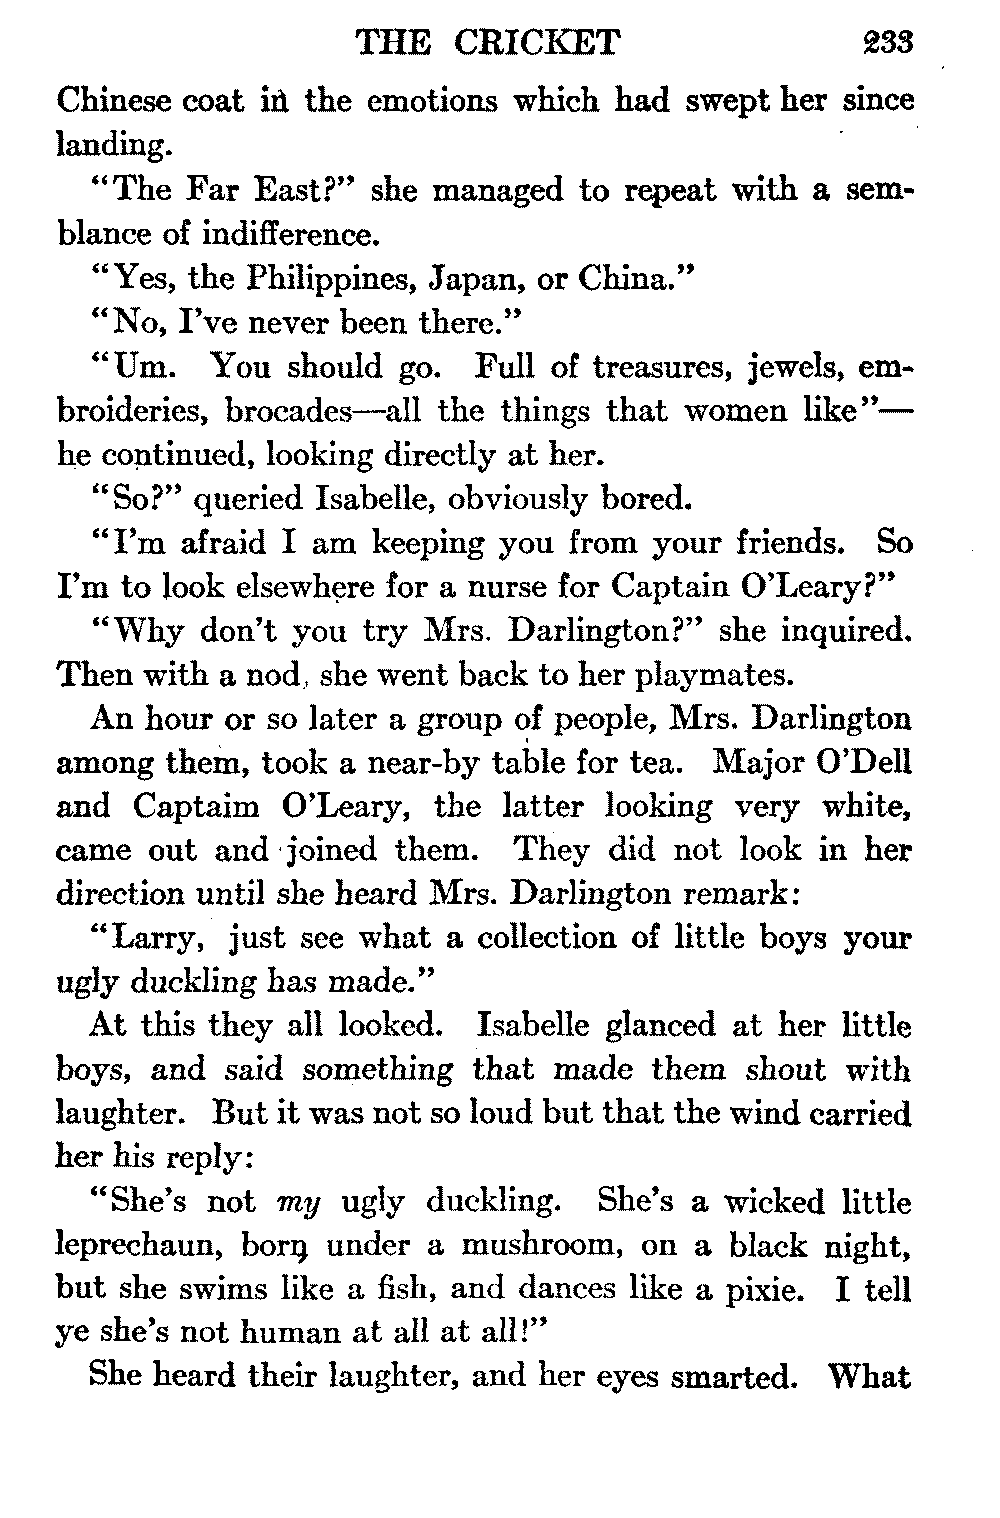 THE CRICKET 233
Chinese coat in the emotions which had swept her since
landing.
“The Far East?” she managed to repeat with a sem-
blance of indifference.
“Yes, the Philippines, Japan, or China.”
“No, I’ve never been there.”
“Um. You should go. Full of treasures, jewels, em-
broideries, brocades—all the things that women like”—
he continued, looking directly at her.
“So?” queried Isabelle, obviously bored.
“I’m afraid I am keeping you from your friends. So
I’m to look elsewhere for a nurse for Captain O’Leary?”
“Why don’t you try Mrs. Darlington?” she inquired.
Then with a nod, she went back to her playmates.
An hour or so later a group of people, Mrs. Darlington
among them, took a near-by table for tea. Major O’Dell
and Captaim O’Leary, the latter looking very white,
came out and joined them. They did not look in her
direction until she heard Mrs. Darlington remark:
“Larry, just see what a collection of little boys your
ugly duckling has made.”
At this they all looked. Isabelle glanced at her little
boys, and said something that made them shout with
laughter. But it was not so loud but that the wind carried
her his reply:
“She’s not my ugly duckling. She’s a wicked little
leprechaun, born under a mushroom, on a black night,
but she swims like a fish, and dances like a pixie. I tell
ye she’s not human at all at all!”
She heard their laughter, and her eyes smarted. What